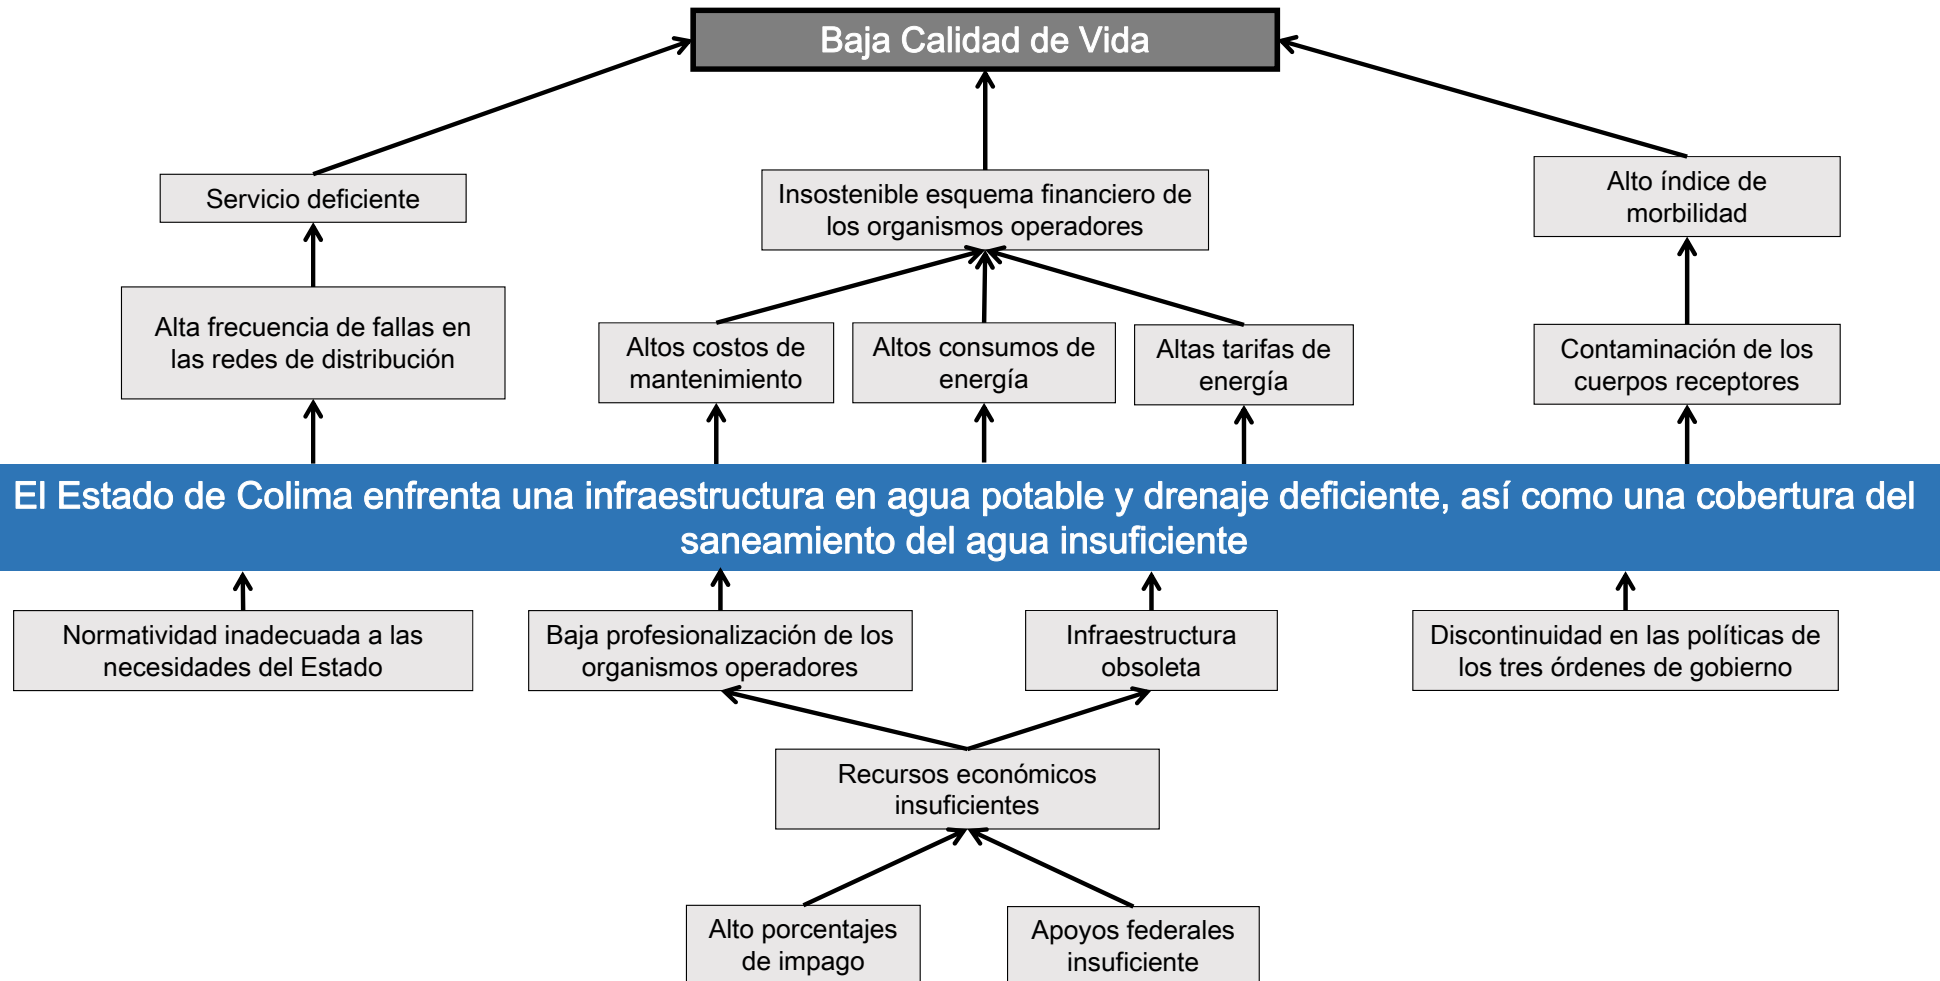 Baja Calidad de Vida
Servicio deficiente
Insostenible esquema financiero de
los organismos operadores
Alto índice de
morbilidad
Alta frecuencia de fallas en
las redes de distribución
Altos costos de
mantenimiento
Altos consumos de
energía
Altas tarifas de
energía
Contaminación de los
cuerpos receptores
El Estado de Colima enfrenta una infraestructura en agua potable y drenaje deficiente, así como una cobertura del
saneamiento del agua insuficiente
Normatividad inadecuada a las
necesidades del Estado
Baja profesionalización de los
organismos operadores
Infraestructura
obsoleta
Discontinuidad en las políticas de
los tres órdenes de gobierno
Recursos económicos
insuficientes
Alto porcentajes
de impago
Apoyos federales
insuficiente